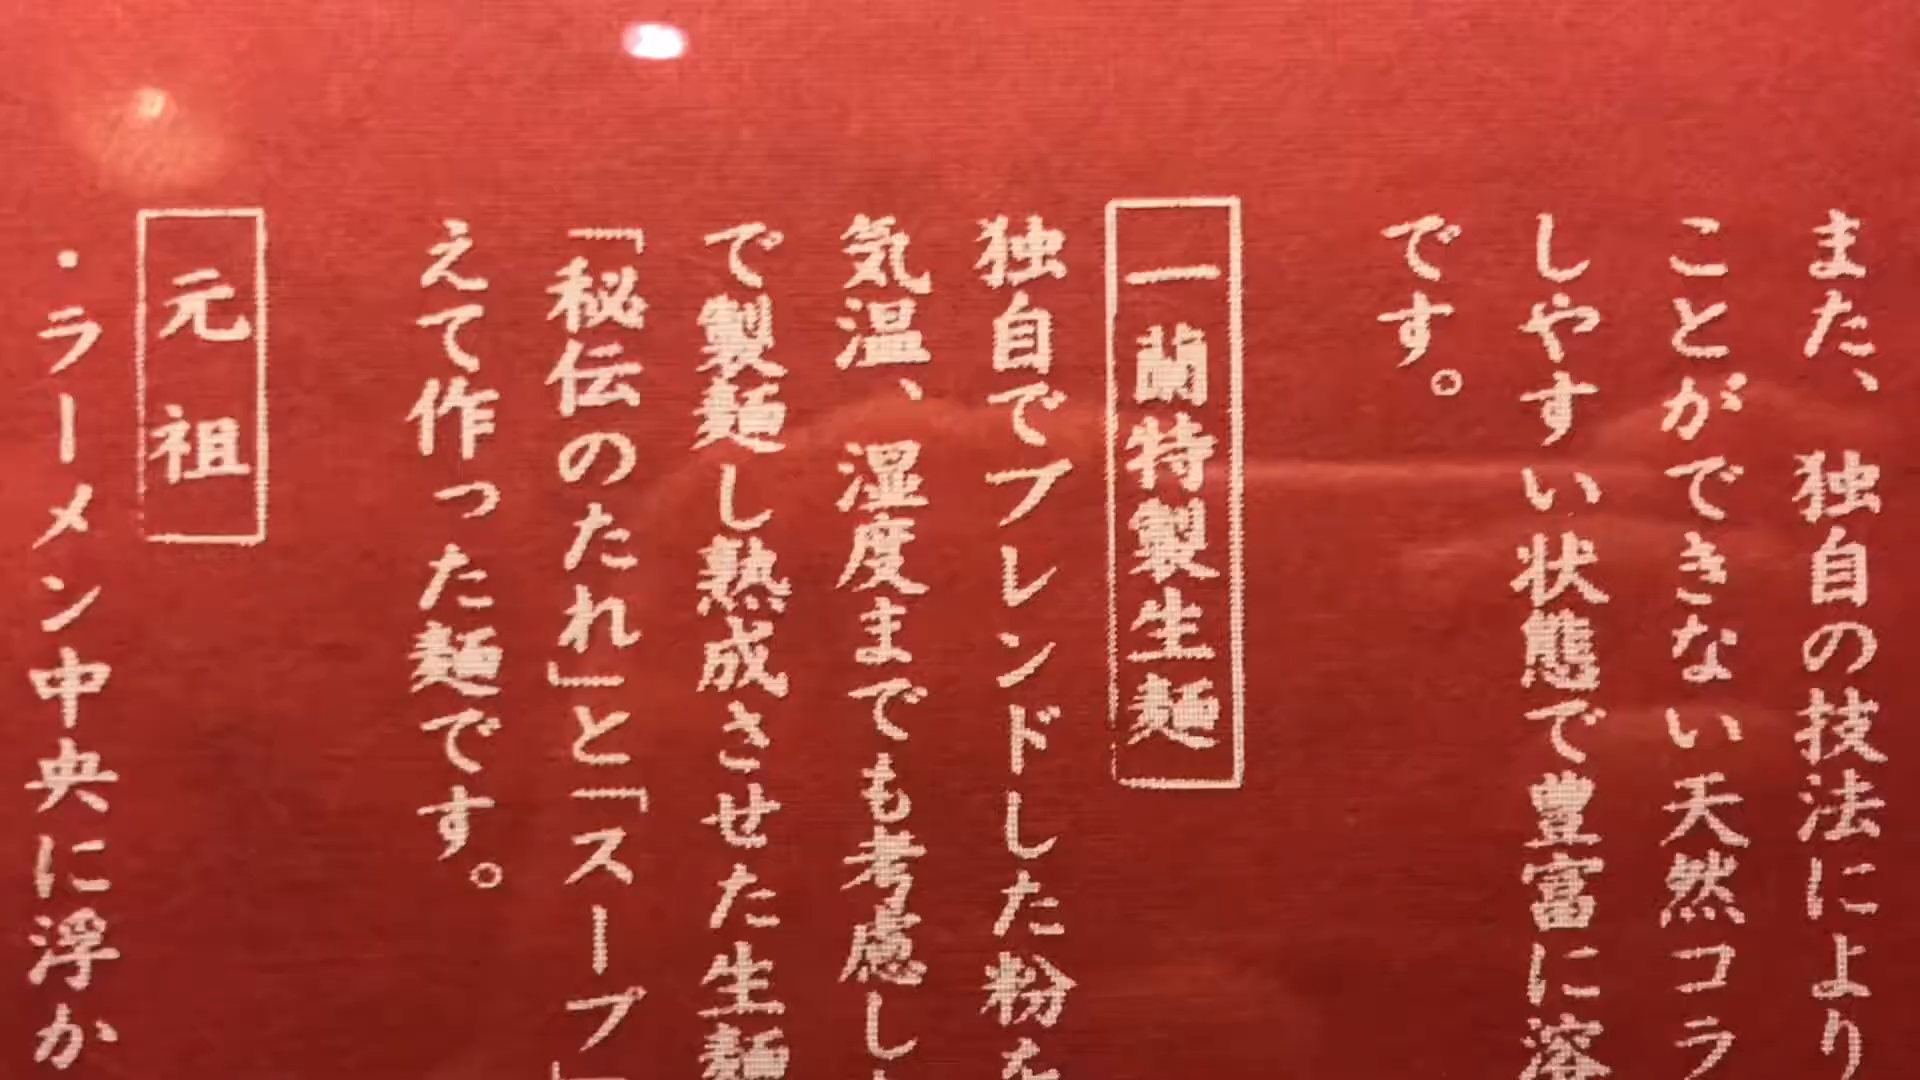 また、独自の技法により
ことができない天然コラ
しやすい状態で豊富に溶
です。
一蘭特製生麺
独自でブレンドした粉を
気温、湿度までも考慮し
で製麺し熟成させた生麺
「秘伝のたれ」と「スープ」
えて作った麺です。
元祖
・ラーメン中央に浮か